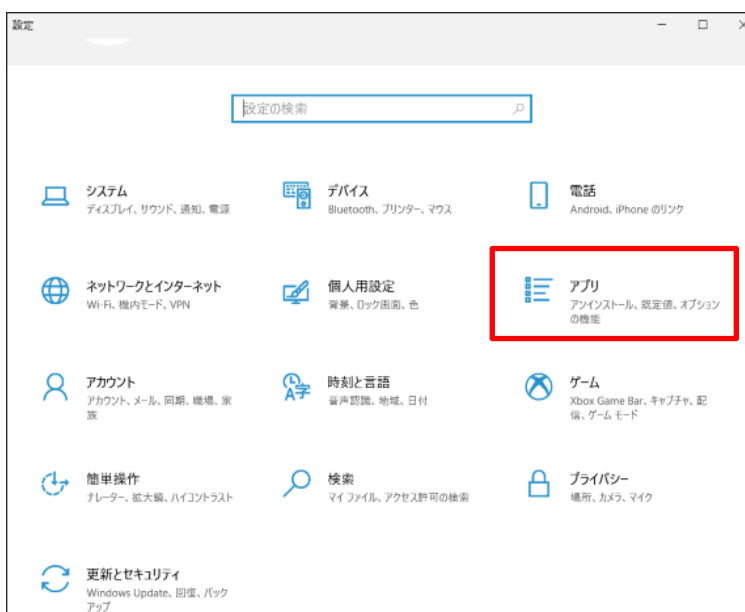 設定
設定の検索
システム
ディスプレイ、サウンド、通知、電源
デバイス
Bluetooth、プリンター、マウス
電話
Android、iPhone のリンク
ネットワークとインターネット
Wi-Fi、機内モード、VPN
個人用設定
背景、ロック画面、色
アプリ
アンインストール、既定値、オプション
の機能
アカウント
アカウント、メール、同期、職場、家
族
時刻と言語
音声認識、地域、日付
ゲーム
Xbox Game Bar、キャプチャ、配
信、ゲーム モード
簡単操作
ナレーター、拡大鏡、ハイコントラスト
検索
マイ ファイル、アクセス許可の検索
プライバシー
場所、カメラ、マイク
更新とセキュリティ
Windows Update、回復、バック
アップ